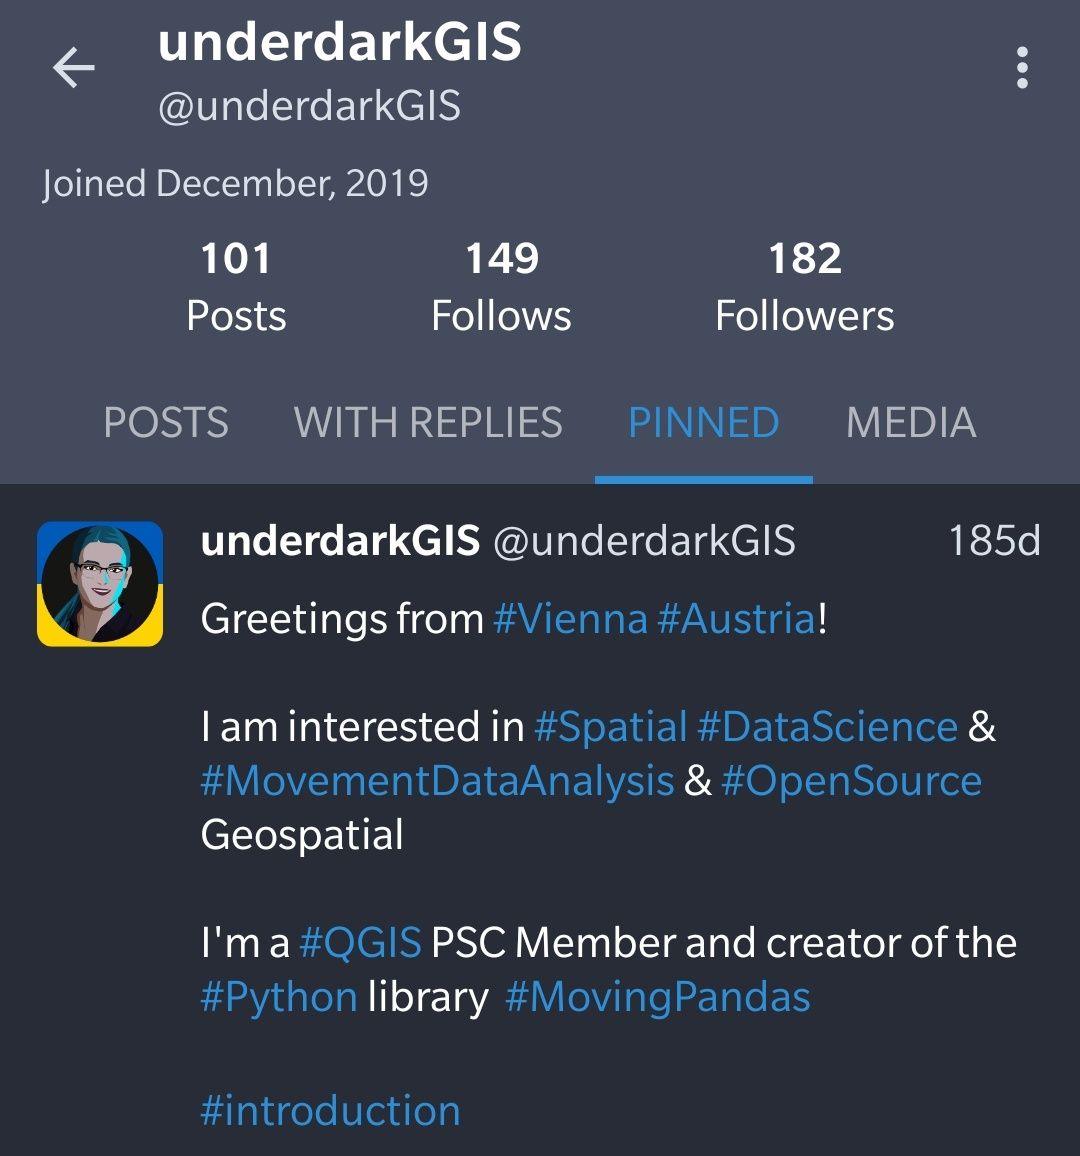 underdarkGIS
@underdarkGIS
Joined December, 2019
101 149 182
Posts Follows Followers
POSTS WITH REPLIES PINNED MEDIA
underdarkGIS @underdarkGIS 185d
Greetings from #Vienna #Austria!
I am interested in #Spatial #DataScience &
#MovementDataAnalysis & #OpenSource
Geospatial
I'm a #QGIS PSC Member and creator of the
#Python library #MovingPandas
#introduction